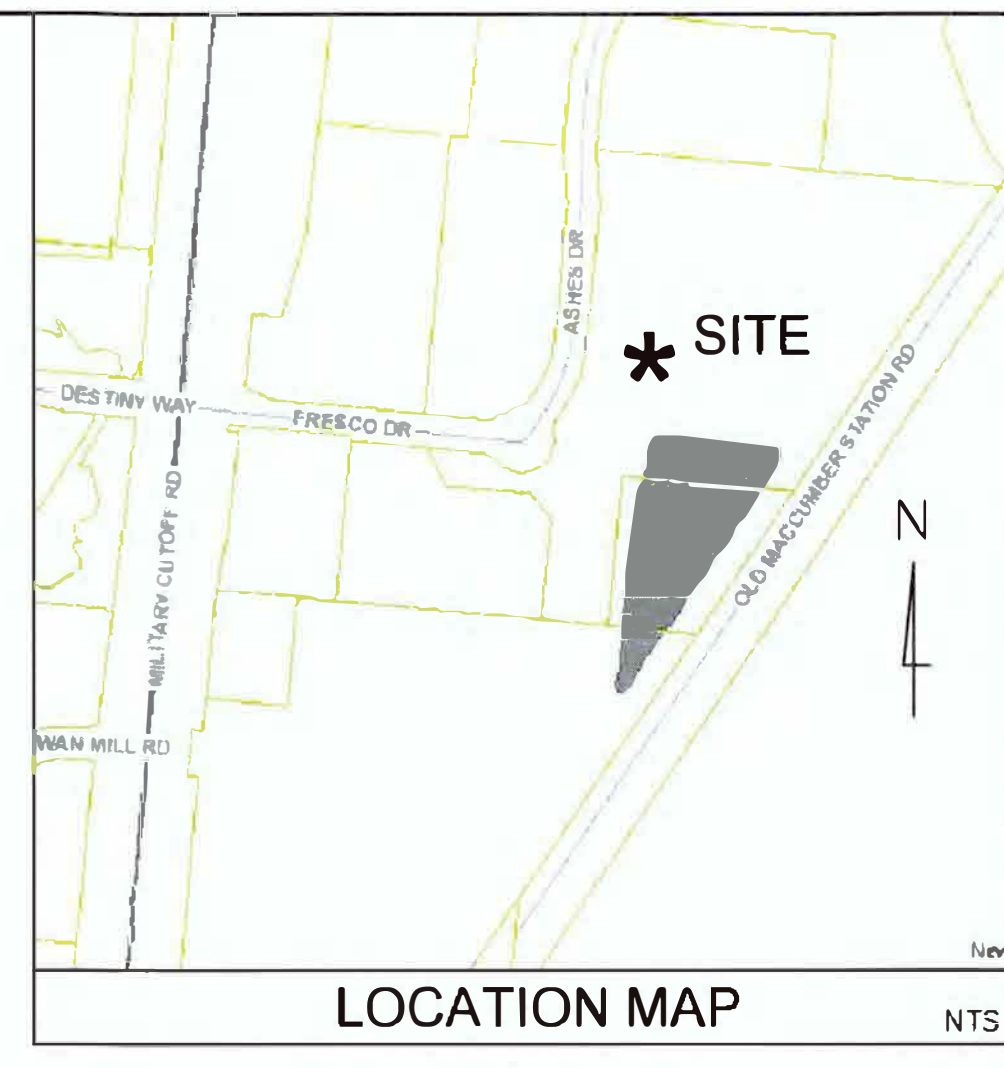 ASHES DR
SITE
DESTINY WAY
FRESCO DR
OLD MACCUMBER STATION RD
MILITARY CUTOFF RD
N
WAN MILL RD
LOCATION MAP
NTS